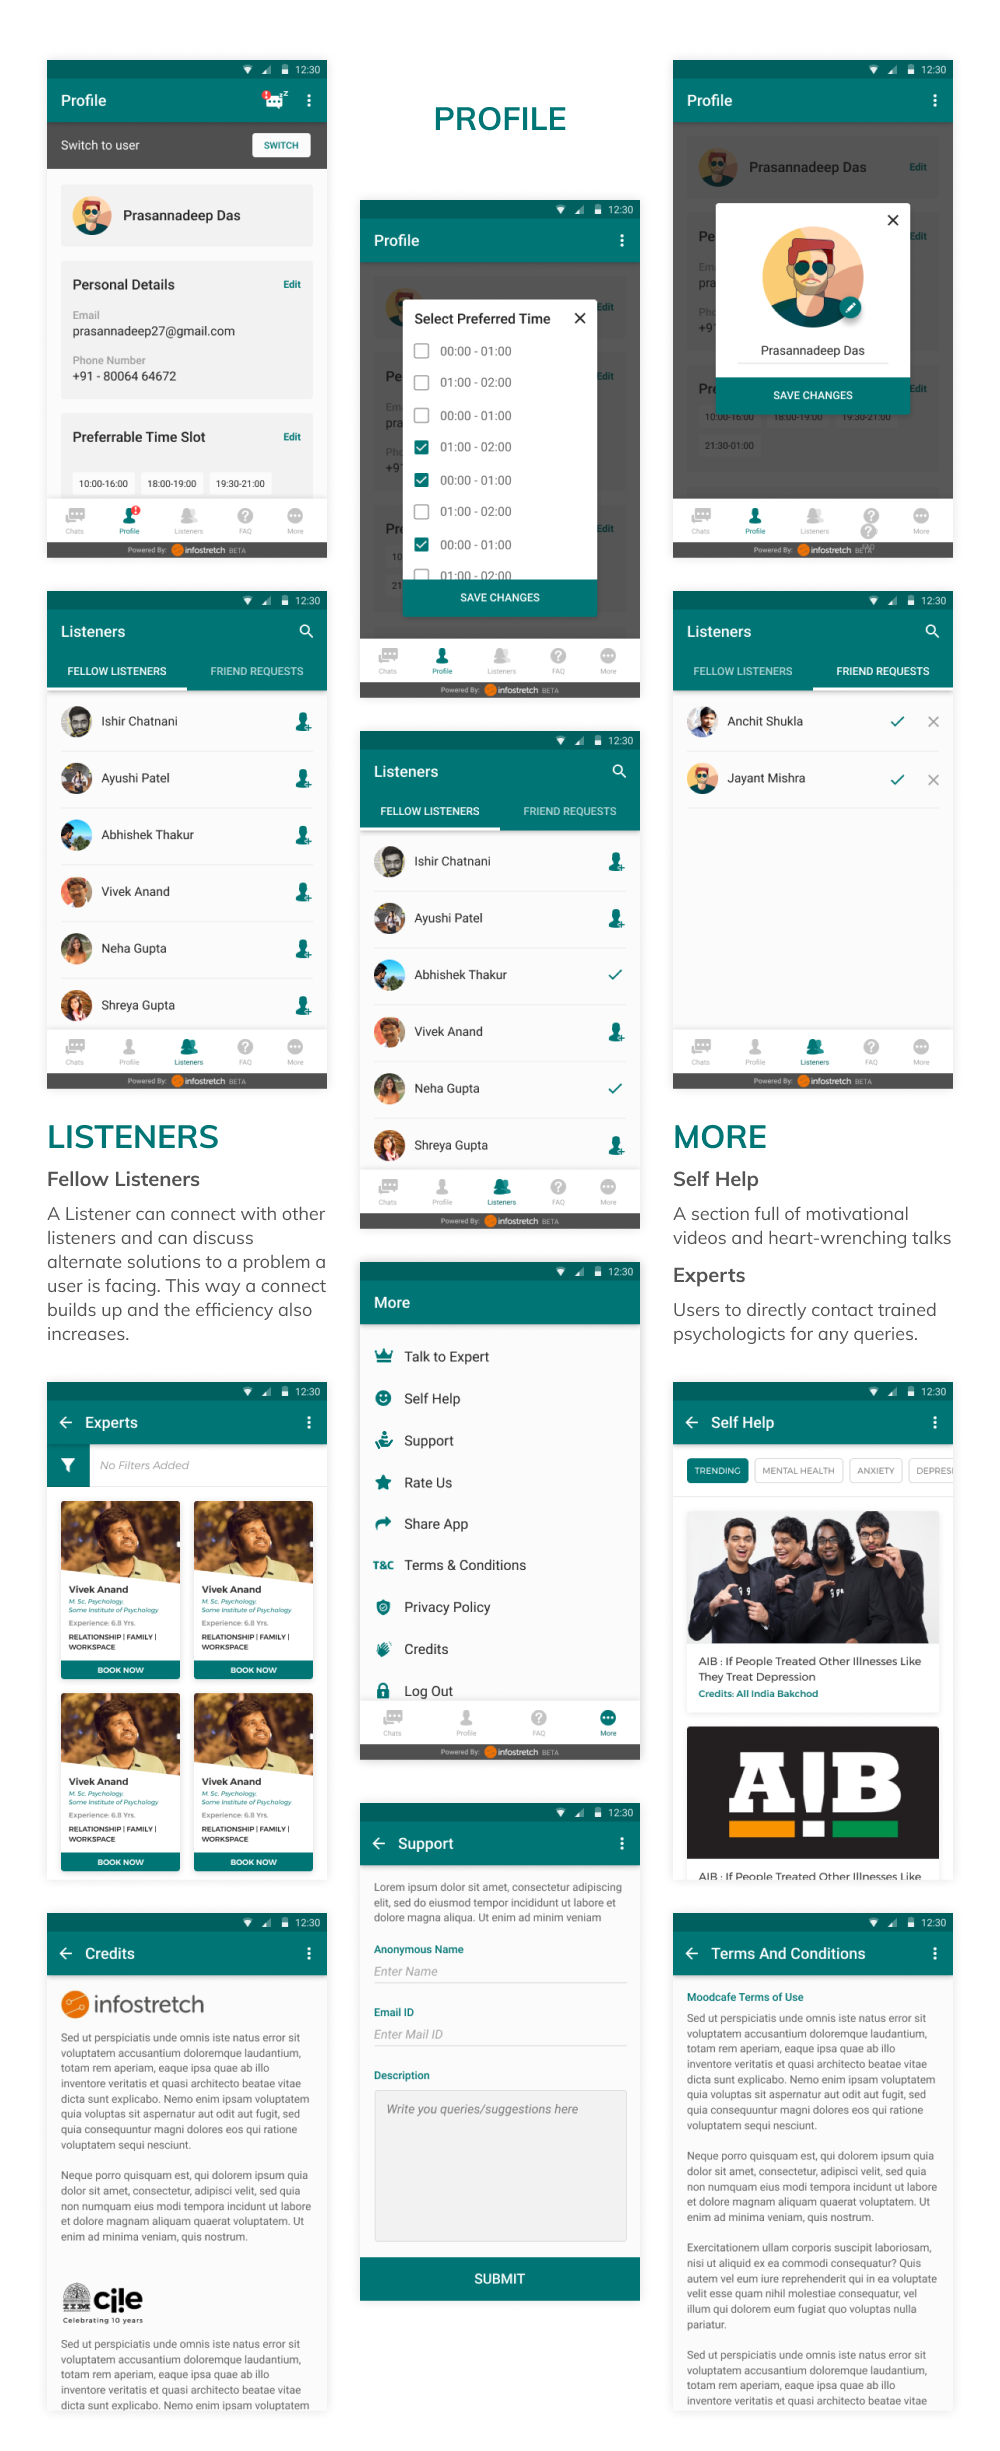 12:30
Profile
Switch to user
SWITCH
Prasannadeep Das
Personal Details
Edit
Email
prasannadeep27@gmail.com
Phone Number
+91 - 80064 64672
Preferrable Time Slot
Edit
10:00-16:00
18:00-19:00
19:30-21:00
Chats
Profile
Listeners
FAQ
More
Powered By: infostretch BETA
PROFILE
12:30
Profile
Edit
Select Preferred Time
00:00 - 01:00
01:00 - 02:00
00:00 - 01:00
01:00 - 02:00
00:00 - 01:00
01:00 - 02:00
00:00 - 01:00
01:00 - 02:00
Pe
Edit
Em
pra
Pho
+9
Pre
Edit
10
21
SAVE CHANGES
Chats
Profile
Listeners
FAQ
More
Powered By: infostretch BETA
12:30
Profile
Prasannadeep Das
Edit
Pe
Edit
Em
pra
Pho
+9
Prasannadeep Das
Pre
Edit
SAVE CHANGES
10:00-16:00
18:00-19:00
19:30-21:00
21:30-01:00
Chats
Profile
Listeners
FAQ
More
Powered By: infostretch BETA
12:30
Listeners
FELLOW LISTENERS
FRIEND REQUESTS
Ishir Chatnani
Ayushi Patel
Abhishek Thakur
Vivek Anand
Neha Gupta
Shreya Gupta
Chats
Profile
Listeners
FAQ
More
Powered By: infostretch BETA
12:30
Listeners
FELLOW LISTENERS
FRIEND REQUESTS
Ishir Chatnani
Ayushi Patel
Abhishek Thakur
Vivek Anand
Neha Gupta
Shreya Gupta
Chats
Profile
Listeners
FAQ
More
Powered By: infostretch BETA
12:30
Listeners
FELLOW LISTENERS
FRIEND REQUESTS
Anchit Shukla
Jayant Mishra
Chats
Profile
Listeners
FAQ
More
Powered By: infostretch BETA
LISTENERS
Fellow Listeners
A Listener can connect with other
listeners and can discuss
alternate solutions to a problem a
user is facing. This way a connect
builds up and the efficiency also
increases.
MORE
Self Help
A section full of motivational
videos and heart-wrenching talks
Experts
Users to directly contact trained
psychologicts for any queries.
12:30
More
Talk to Expert
Self Help
Support
Rate Us
Share App
T&C Terms & Conditions
Privacy Policy
Credits
Log Out
Chats
Profile
FAQ
More
Powered By: infostretch BETA
12:30
Experts
No Filters Added
Vivek Anand
M. Sc. Psychology,
Some Institute of Psychology
Experience: 6.8 Yrs.
RELATIONSHIP | FAMILY |
WORKSPACE
BOOK NOW
Vivek Anand
M. Sc. Psychology,
Some Institute of Psychology
Experience: 6.8 Yrs.
RELATIONSHIP | FAMILY |
WORKSPACE
BOOK NOW
Vivek Anand
M. Sc. Psychology,
Some Institute of Psychology
Experience: 6.8 Yrs.
RELATIONSHIP | FAMILY |
WORKSPACE
BOOK NOW
Vivek Anand
M. Sc. Psychology,
Some Institute of Psychology
Experience: 6.8 Yrs.
RELATIONSHIP | FAMILY |
WORKSPACE
BOOK NOW
12:30
Self Help
TRENDING
MENTAL HEALTH
ANXIETY
DEPRES
AIB : If People Treated Other Illnesses Like
They Treat Depression
Credits: All India Bakchod
A!B
AIB : If People Treated Other Illnesses Like
12:30
Support
Lorem ipsum dolor sit amet, consectetur adipiscing
elit, sed do eiusmod tempor incididunt ut labore et
dolore magna aliqua. Ut enim ad minim veniam
Anonymous Name
Enter Name
Email ID
Enter Mail ID
Description
Write you queries/suggestions here
SUBMIT
12:30
Credits
infostretch
Sed ut perspiciatis unde omnis iste natus error sit
voluptatem accusantium doloremque laudantium,
totam rem aperiam, eaque ipsa quae ab illo
inventore veritatis et quasi architecto beatae vitae
dicta sunt explicabo. Nemo enim ipsam voluptatem
quia voluptas sit aspernatur aut odit aut fugit, sed
quia consequuntur magni dolores eos qui ratione
voluptatem sequi nesciunt.
Neque porro quisquam est, qui dolorem ipsum quia
dolor sit amet, consectetur, adipisci velit, sed quia
non numquam eius modi tempora incidunt ut labore
et dolore magnam aliquam quaerat voluptatem. Ut
enim ad minima veniam, quis nostrum.
IIM ci!e
Celebrating 10 years
Sed ut perspiciatis unde omnis iste natus error sit
voluptatem accusantium doloremque laudantium,
totam rem aperiam, eaque ipsa quae ab illo
inventore veritatis et quasi architecto beatae vitae
dicta sunt explicabo. Nemo enim ipsam voluptatem
12:30
Terms And Conditions
Moodcafe Terms of Use
Sed ut perspiciatis unde omnis iste natus error sit
voluptatem accusantium doloremque laudantium,
totam rem aperiam, eaque ipsa quae ab illo
inventore veritatis et quasi architecto beatae vitae
dicta sunt explicabo. Nemo enim ipsam voluptatem
quia voluptas sit aspernatur aut odit aut fugit, sed
quia consequuntur magni dolores eos qui ratione
voluptatem sequi nesciunt.
Neque porro quisquam est, qui dolorem ipsum quia
dolor sit amet, consectetur, adipisci velit, sed quia
non numquam eius modi tempora incidunt ut labore
et dolore magnam aliquam quaerat voluptatem. Ut
enim ad minima veniam, quis nostrum.
Exercitationem ullam corporis suscipit laboriosam,
nisi ut aliquid ex ea commodi consequatur? Quis
autem vel eum iure reprehenderit qui in ea voluptate
velit esse quam nihil molestiae consequatur, vel
illum qui dolorem eum fugiat quo voluptas nulla
pariatur.
Sed ut perspiciatis unde omnis iste natus error sit
voluptatem accusantium doloremque laudantium,
totam rem aperiam, eaque ipsa quae ab illo
inventore veritatis et quasi architecto beatae vitae